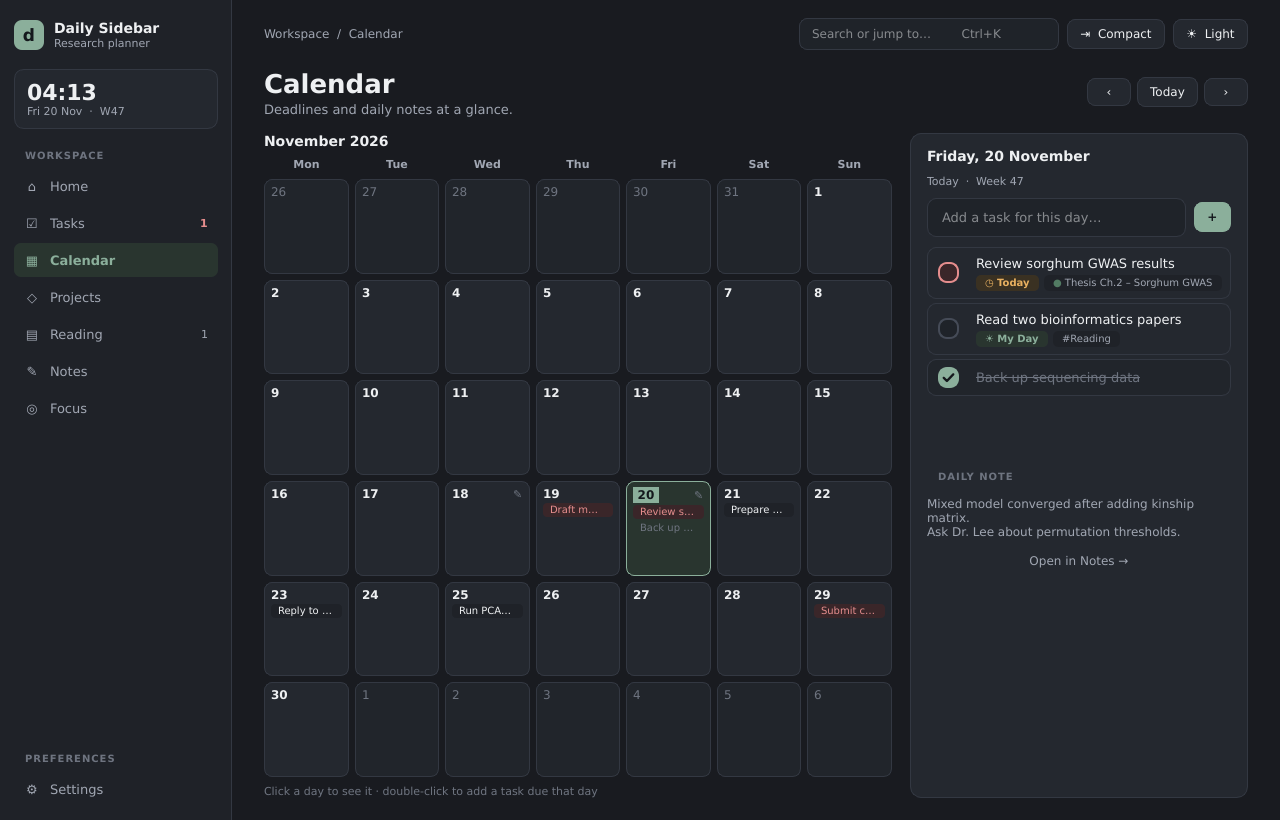 d
Daily Sidebar
Research planner
04:13
Fri 20 Nov · W47
WORKSPACE
Home
Tasks 1
Calendar
Projects
Reading 1
Notes
Focus
PREFERENCES
Settings
Workspace / Calendar
Search or jump to… Ctrl+K
Compact
Light
Calendar
Deadlines and daily notes at a glance.
‹ Today ›
November 2026
Mon Tue Wed Thu Fri Sat Sun
26 27 28 29 30 31 1
2 3 4 5 6 7 8
9 10 11 12 13 14 15
16 17 18 19 20 21 22
Draft m… Review s… Prepare …
Back up …
23 24 25 26 27 28 29
Reply to … Run PCA… Submit c…
30 1 2 3 4 5 6
Click a day to see it · double-click to add a task due that day
Friday, 20 November
Today · Week 47
Add a task for this day… +
Review sorghum GWAS results
Today Thesis Ch.2 – Sorghum GWAS
Read two bioinformatics papers
My Day #Reading
Back up sequencing data
DAILY NOTE
Mixed model converged after adding kinship
matrix.
Ask Dr. Lee about permutation thresholds.
Open in Notes →